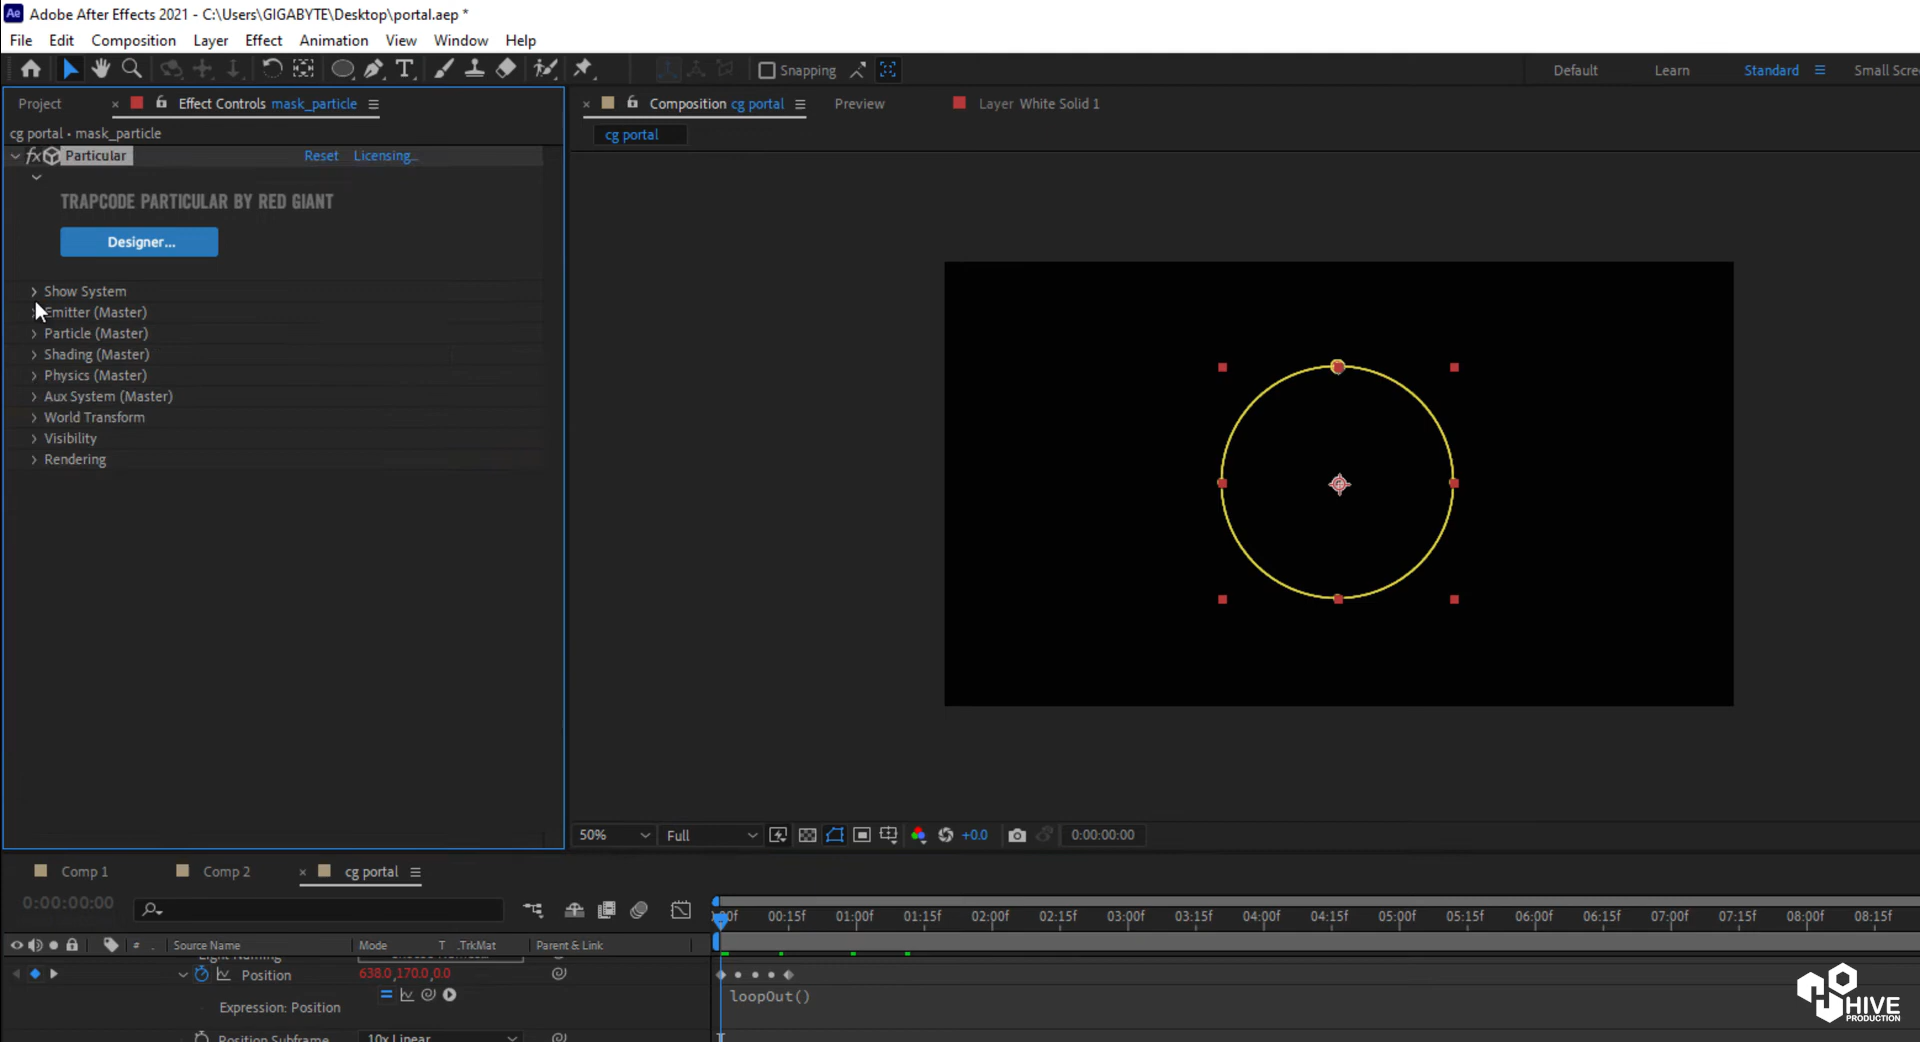 Ae Adobe After Effects 2021 - C:\Users\GIGABYTE\Desktop\portal.aep *
File Edit Composition Layer Effect Animation View Window Help
Snapping Default Learn Standard Small Scre
Project × Effect Controls mask_particle × Composition cg portal Preview Layer White Solid 1
cg portal • mask_particle
cg portal
fx Particular Reset Licensing...
TRAPCODE PARTICULAR BY RED GIANT
Designer...
Show System
Emitter (Master)
Particle (Master)
Shading (Master)
Physics (Master)
Aux System (Master)
World Transform
Visibility
Rendering
50% Full +0.0 0:00:00:00
Comp 1 Comp 2 × cg portal
0:00:00:00
00f 00:15f 01:00f 01:15f 02:00f 02:15f 03:00f 03:15f 04:00f 04:15f 05:00f 05:15f 06:00f 06:15f 07:00f 07:15f 08:00f 08:15f
# Source Name Mode T .TrkMat Parent & Link
Position 638.0,170.0,0.0
Expression: Position loopOut()
Position Subframe 10x Linear
HIVE
PRODUCTION